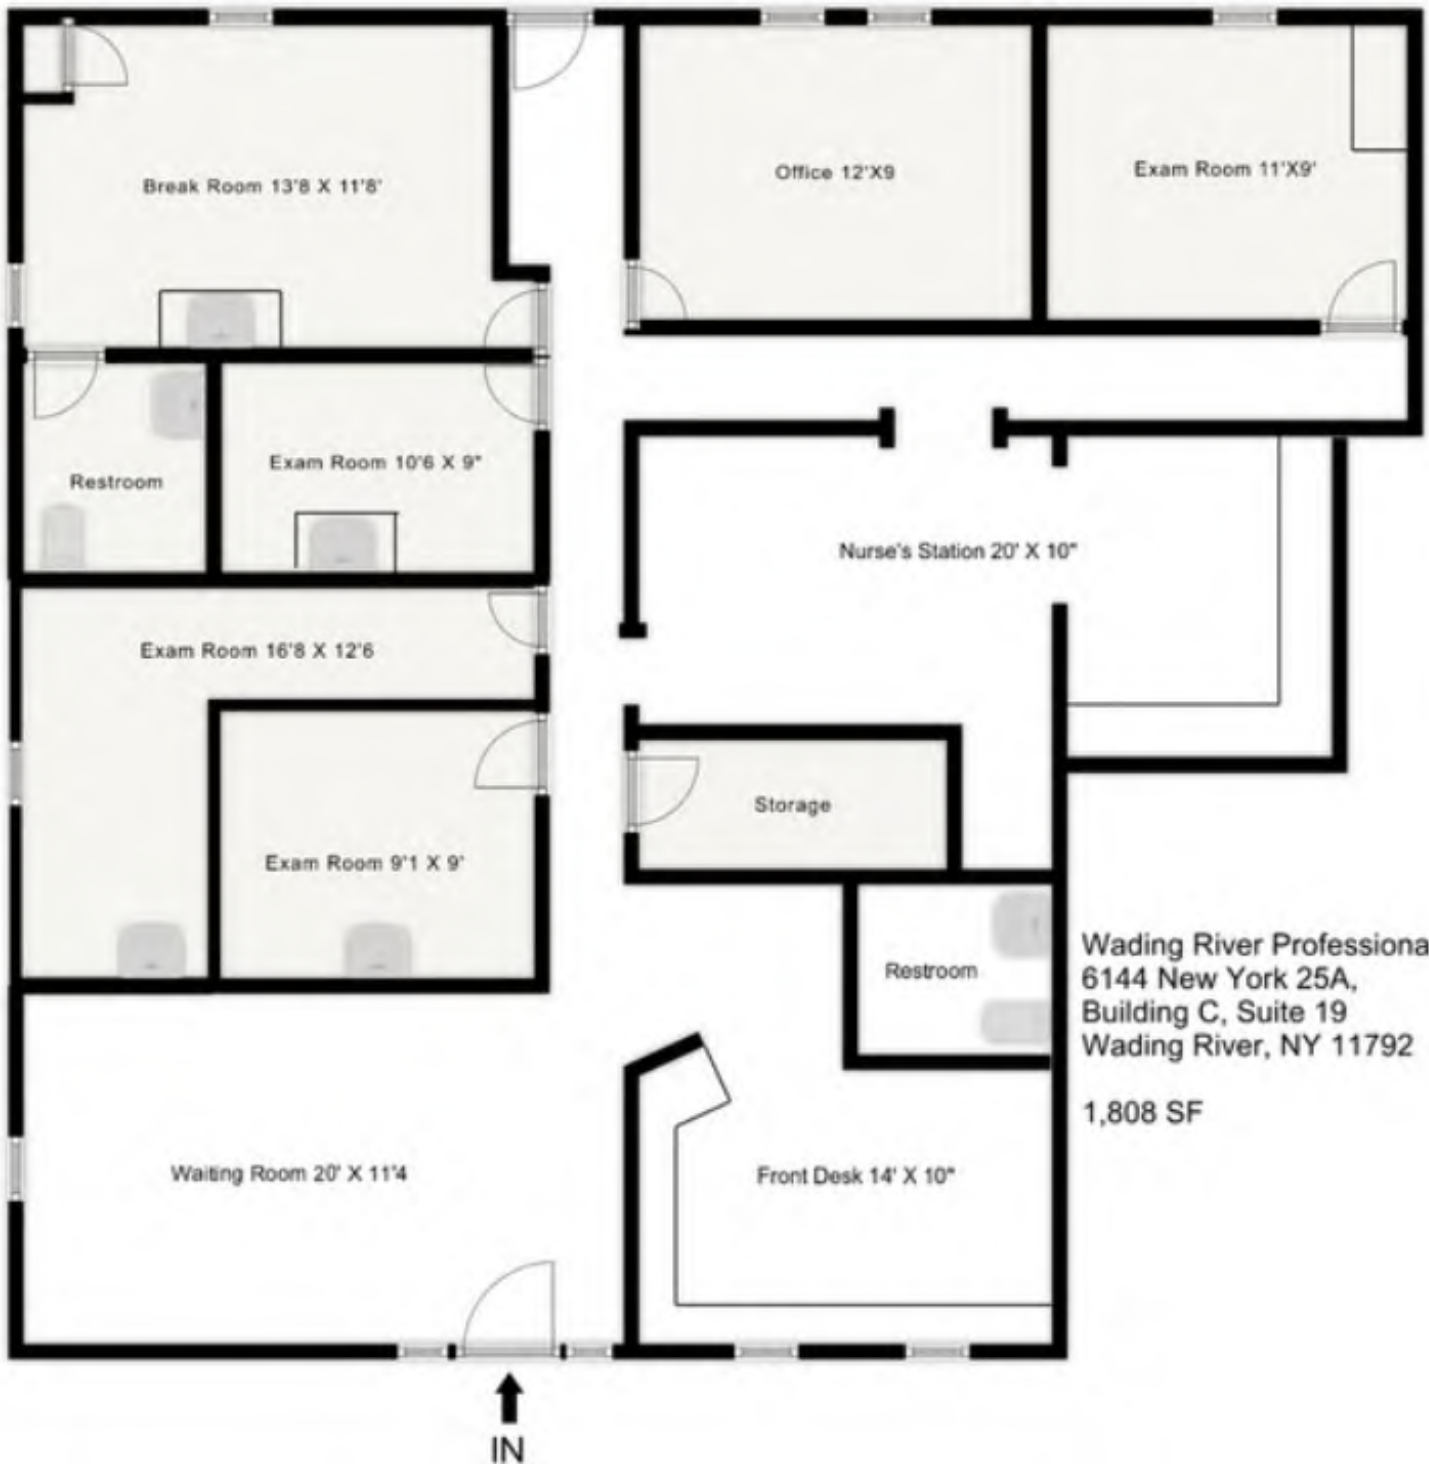 Break Room 13'8 X 11'8'
Office 12'X9
Exam Room 11'X9'
Restroom
Exam Room 10'6 X 9"
Nurse's Station 20' X 10"
Exam Room 16'8 X 12'6
Storage
Exam Room 9'1 X 9'
Restroom
Wading River Professiona
6144 New York 25A,
Building C, Suite 19
Wading River, NY 11792
1,808 SF
Waiting Room 20' X 11'4
Front Desk 14' X 10"
IN